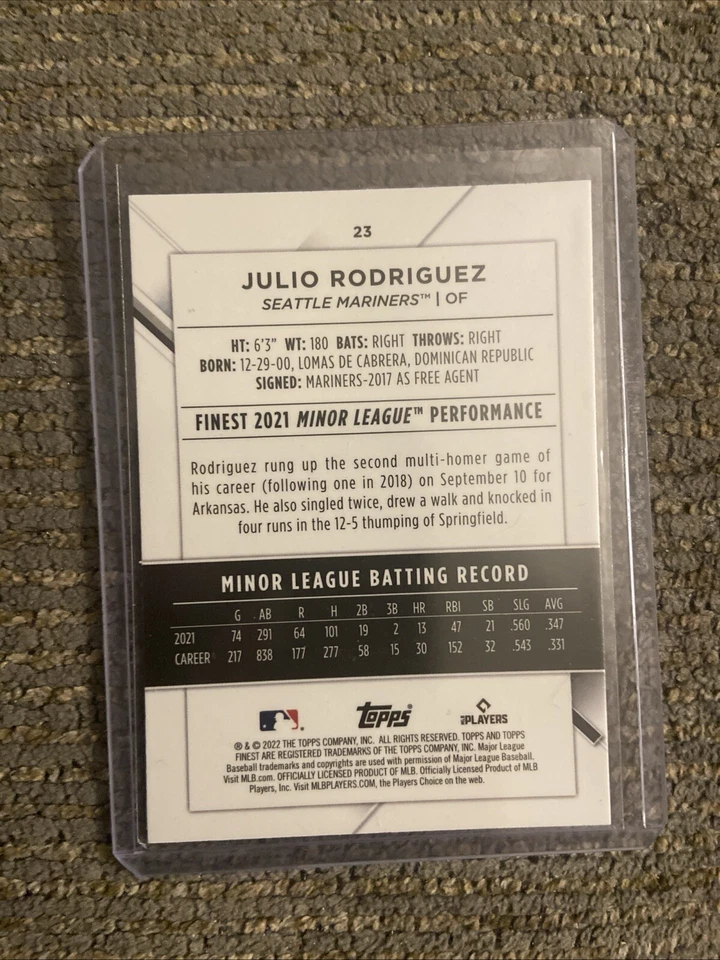 23
JULIO RODRIGUEZ
SEATTLE MARINERS™ | OF
HT: 6'3" WT: 180 BATS: RIGHT THROWS: RIGHT
BORN: 12-29-00, LOMAS DE CABRERA, DOMINICAN REPUBLIC
SIGNED: MARINERS-2017 AS FREE AGENT
FINEST 2021 MINOR LEAGUE™ PERFORMANCE
Rodriguez rung up the second multi-homer game of
his career (following one in 2018) on September 10 for
Arkansas. He also singled twice, drew a walk and knocked in
four runs in the 12-5 thumping of Springfield.
MINOR LEAGUE BATTING RECORD
G AB R H 2B 3B HR RBI SB SLG AVG
2021 74 291 64 101 19 2 13 47 21 .560 .347
CAREER 217 838 177 277 58 15 30 152 32 .543 .331
Topps PLAYERS
® & © 2022 THE TOPPS COMPANY, INC. ALL RIGHTS RESERVED. TOPPS AND TOPPS
FINEST ARE REGISTERED TRADEMARKS OF THE TOPPS COMPANY, INC. Major League
Baseball trademarks and copyrights are used with permission of Major League Baseball.
Visit MLB.com. OFFICIALLY LICENSED PRODUCT OF MLB. Officially Licensed Product of MLB
Players, Inc. Visit MLBPLAYERS.COM, the Players Choice on the web.